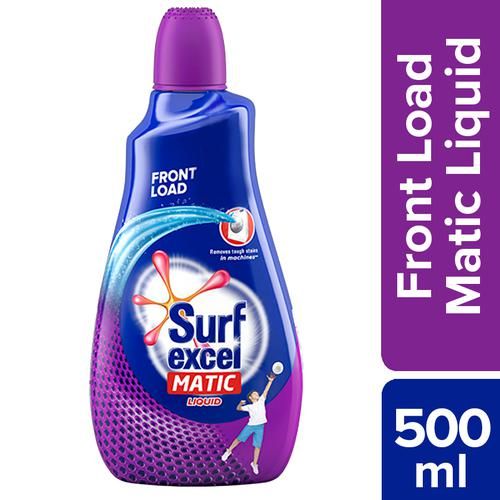 FRONT
LOAD
Removes tough stains
in machines**
Surf
excel
MATIC
LIQUID
Front Load
Matic Liquid
500
ml